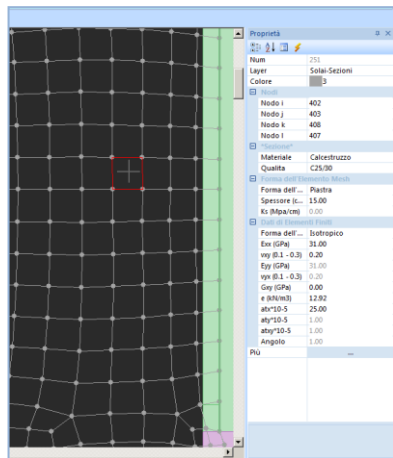 Proprietà
Num 251
Layer Solai-Sezioni
Colore 3
Nodi
Nodo i 402
Nodo j 403
Nodo k 408
Nodo l 407
*Sezione*
Materiale Calcestruzzo
Qualita C25/30
Forma dell'Elemento Mesh
Forma dell'... Piastra
Spessore (c... 15.00
Ks (Mpa/cm) 0.00
Dati di Elementi Finiti
Forma dell'... Isotropico
Exx (GPa) 31.00
vxy (0.1 - 0.3) 0.20
Eyy (GPa) 31.00
vyx (0.1 - 0.3) 0.20
Gxy (GPa) 0.00
e (kN/m3) 12.92
atx*10-5 25.00
aty*10-5 1.00
atxy*10-5 1.00
Angolo 1.00
Più ...